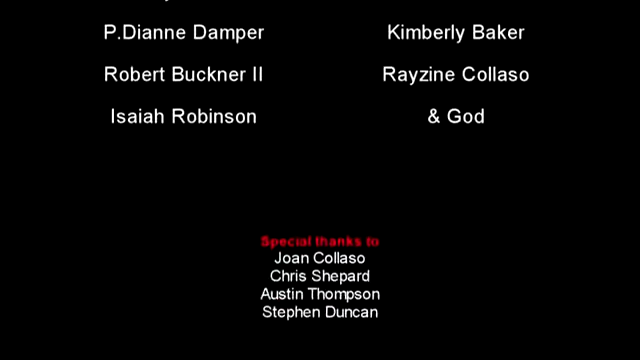 P.Dianne Damper
Kimberly Baker
Robert Buckner II
Rayzine Collaso
Isaiah Robinson
& God
Special thanks to
Joan Collaso
Chris Shepard
Austin Thompson
Stephen Duncan